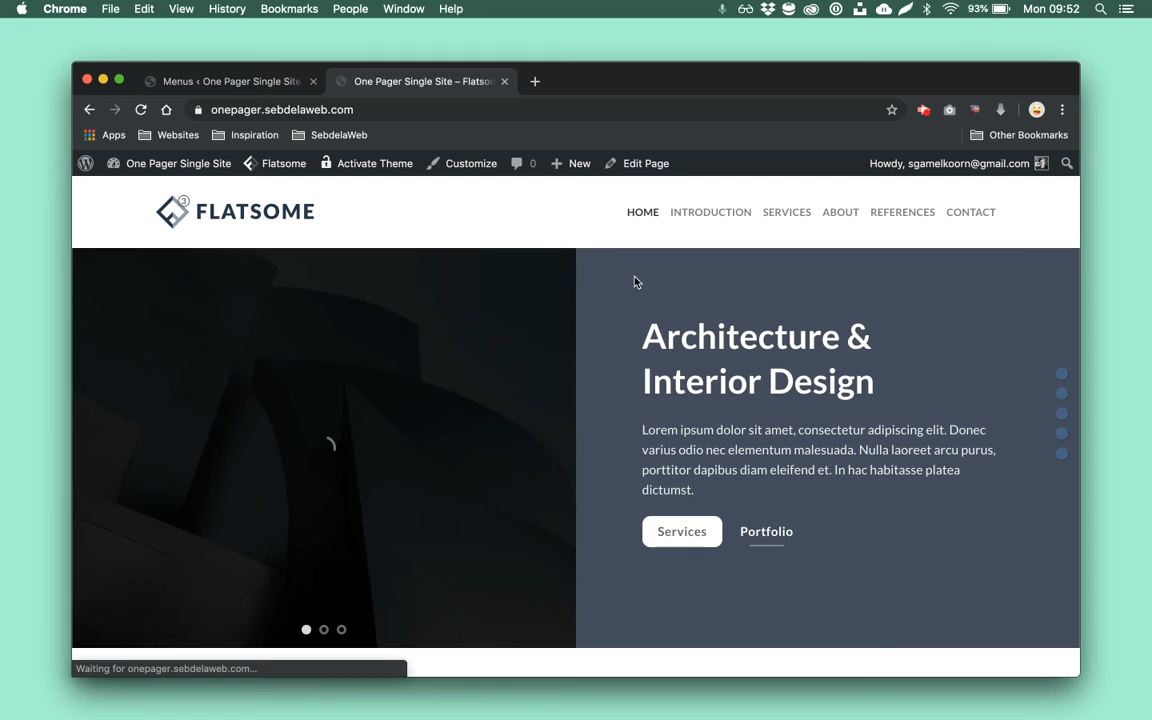 Chrome File Edit View History Bookmarks People Window Help 93% Mon 09:52
Menus ‹ One Pager Single Site One Pager Single Site – Flatso
onepager.sebdelaweb.com
Apps Websites Inspiration SebdelaWeb Other Bookmarks
One Pager Single Site Flatsome Activate Theme Customize 0 New Edit Page Howdy, sgamelkoorn@gmail.com
3
FLATSOME HOME INTRODUCTION SERVICES ABOUT REFERENCES CONTACT
Architecture &
Interior Design
Lorem ipsum dolor sit amet, consectetur adipiscing elit. Donec
varius odio nec elementum malesuada. Nulla laoreet arcu purus,
porttitor dapibus diam eleifend et. In hac habitasse platea
dictumst.
Services Portfolio
Waiting for onepager.sebdelaweb.com...